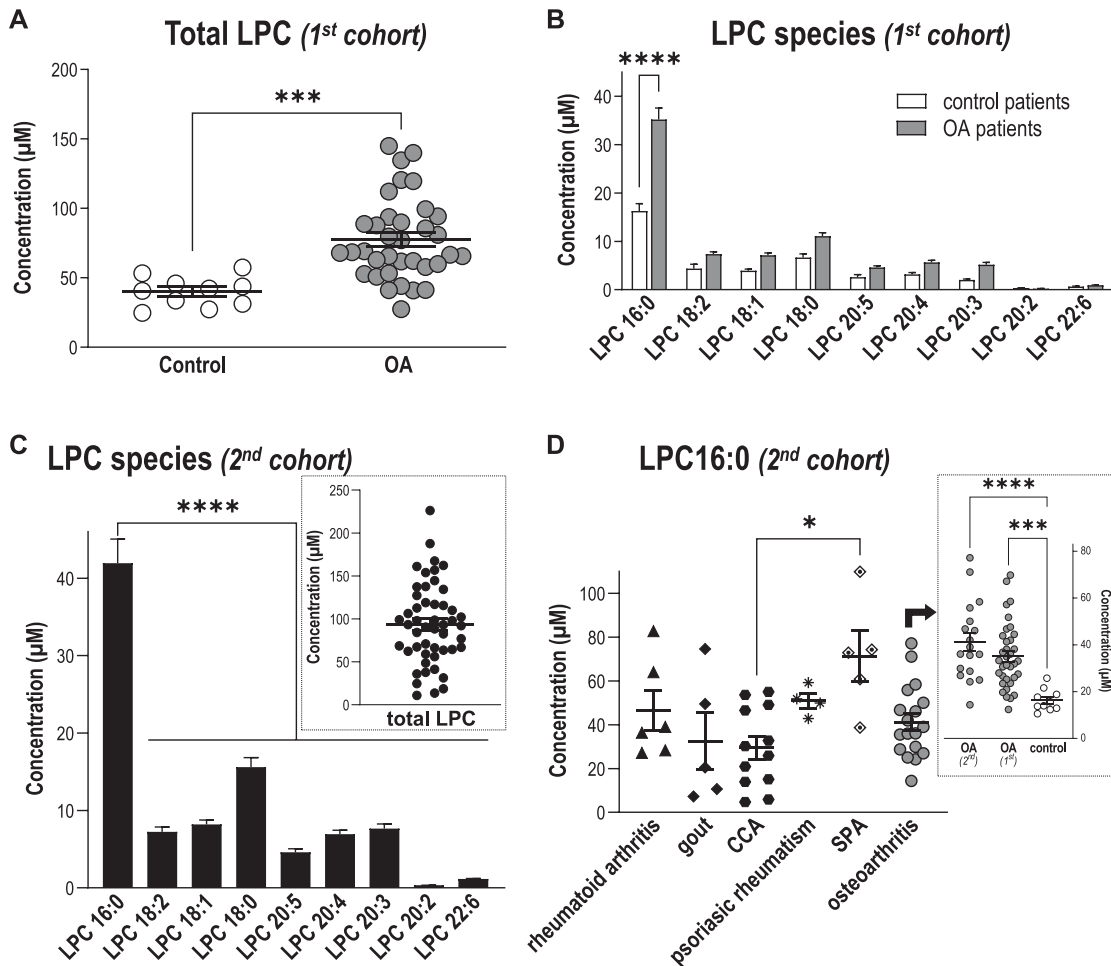 A
Total LPC (1st cohort)
Concentration (µM)
200
150
100
50
0
***
Control
OA
B
LPC species (1st cohort)
Concentration (µM)
40
30
20
10
0
****
control patients
OA patients
LPC 16:0
LPC 18:2
LPC 18:1
LPC 18:0
LPC 20:5
LPC 20:4
LPC 20:3
LPC 20:2
LPC 22:6
C
LPC species (2nd cohort)
Concentration (µM)
40
30
20
10
0
****
Concentration (µM)
250
200
150
100
50
0
total LPC
LPC 16:0
LPC 18:2
LPC 18:1
LPC 18:0
LPC 20:5
LPC 20:4
LPC 20:3
LPC 20:2
LPC 22:6
D
LPC16:0 (2nd cohort)
Concentration (µM)
100
80
60
40
20
0
*
rheumatoid arthritis
gout
CCA
psoriasic rheumatism
SPA
osteoarthritis
****
***
80
60
40
20
0
Concentration (µM)
OA
(2nd)
OA
(1st)
control